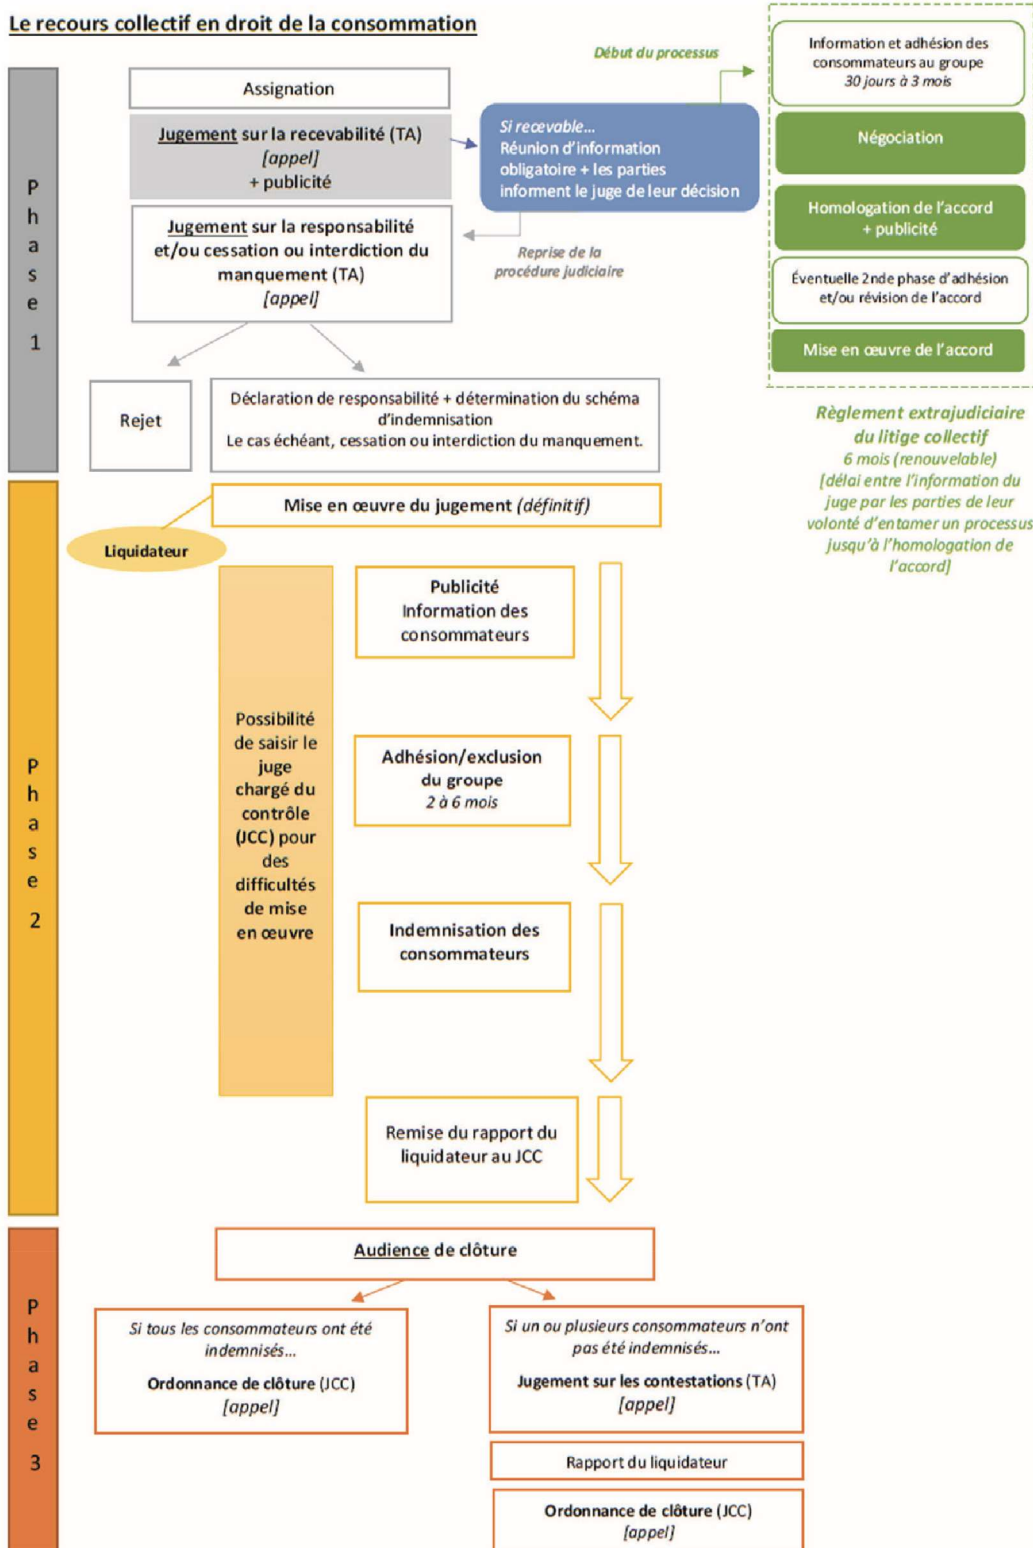 Le recours collectif en droit de la consommation
Phase 1
Assignation
Jugement sur la recevabilité (TA)
[appel]
+ publicité
Si recevable...
Réunion d'information
obligatoire + les parties
informent le juge de leur décision
Début du processus
Information et adhésion des
consommateurs au groupe
30 jours à 3 mois
Négociation
Homologation de l'accord
+ publicité
Éventuelle 2nde phase d'adhésion
et/ou révision de l'accord
Mise en œuvre de l'accord
Règlement extrajudiciaire
du litige collectif
6 mois (renouvelable)
[délai entre l'information du
juge par les parties de leur
volonté d'entamer un processus
jusqu'à l'homologation de
l'accord]
Reprise de la
procédure judiciaire
Jugement sur la responsabilité
et/ou cessation ou interdiction du
manquement (TA)
[appel]
Rejet
Déclaration de responsabilité + détermination du schéma
d'indemnisation
Le cas échéant, cessation ou interdiction du manquement.
Phase 2
Mise en œuvre du jugement (définitif)
Liquidateur
Possibilité
de saisir le
juge
chargé du
contrôle
(JCC) pour
des
difficultés
de mise
en œuvre
Publicité
Information des
consommateurs
Adhésion/exclusion
du groupe
2 à 6 mois
Indemnisation des
consommateurs
Remise du rapport du
liquidateur au JCC
Phase 3
Audience de clôture
Si tous les consommateurs ont été
indemnisés...
Ordonnance de clôture (JCC)
[appel]
Si un ou plusieurs consommateurs n'ont
pas été indemnisés...
Jugement sur les contestations (TA)
[appel]
Rapport du liquidateur
Ordonnance de clôture (JCC)
[appel]